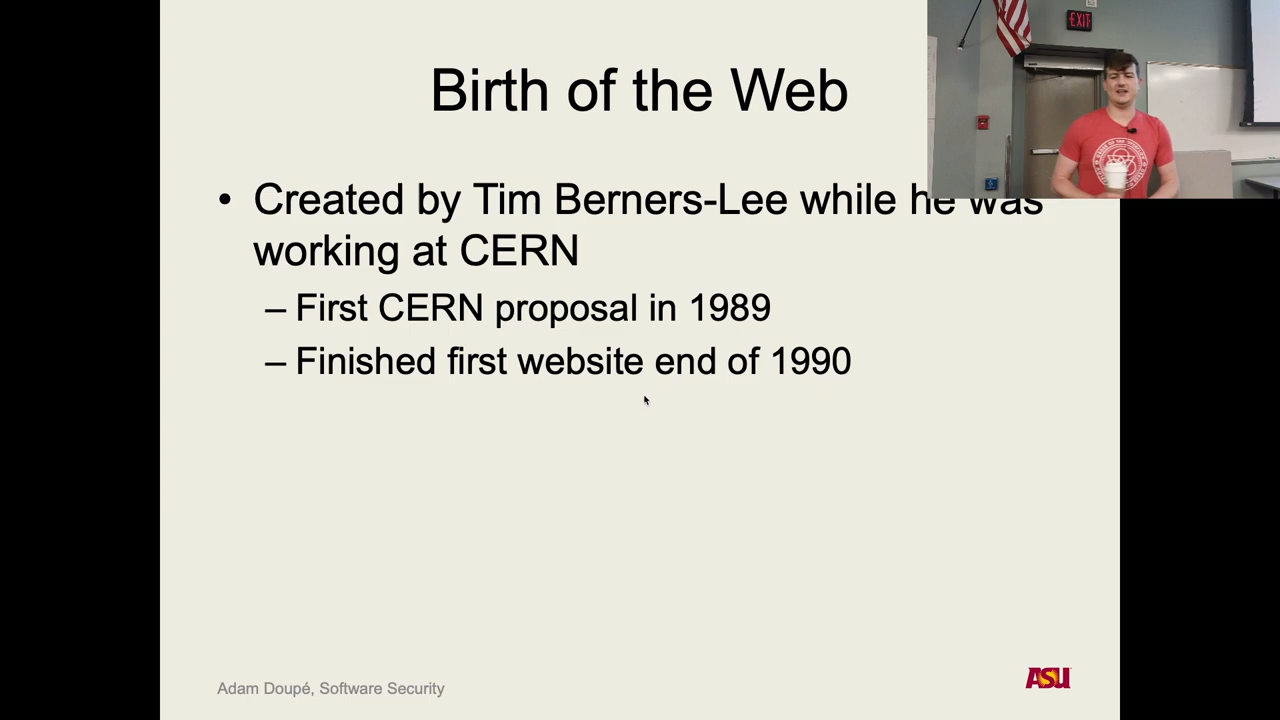 Birth of the Web
EXIT
• Created by Tim Berners-Lee while he was
working at CERN
– First CERN proposal in 1989
– Finished first website end of 1990
Adam Doupé, Software Security
ASU